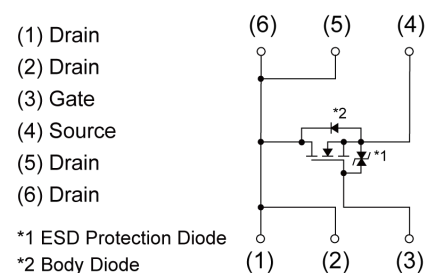 (1) Drain
(2) Drain
(3) Gate
(4) Source
(5) Drain
(6) Drain
*1 ESD Protection Diode
*2 Body Diode
(6) (5) (4)
*2
*1
(1) (2) (3)